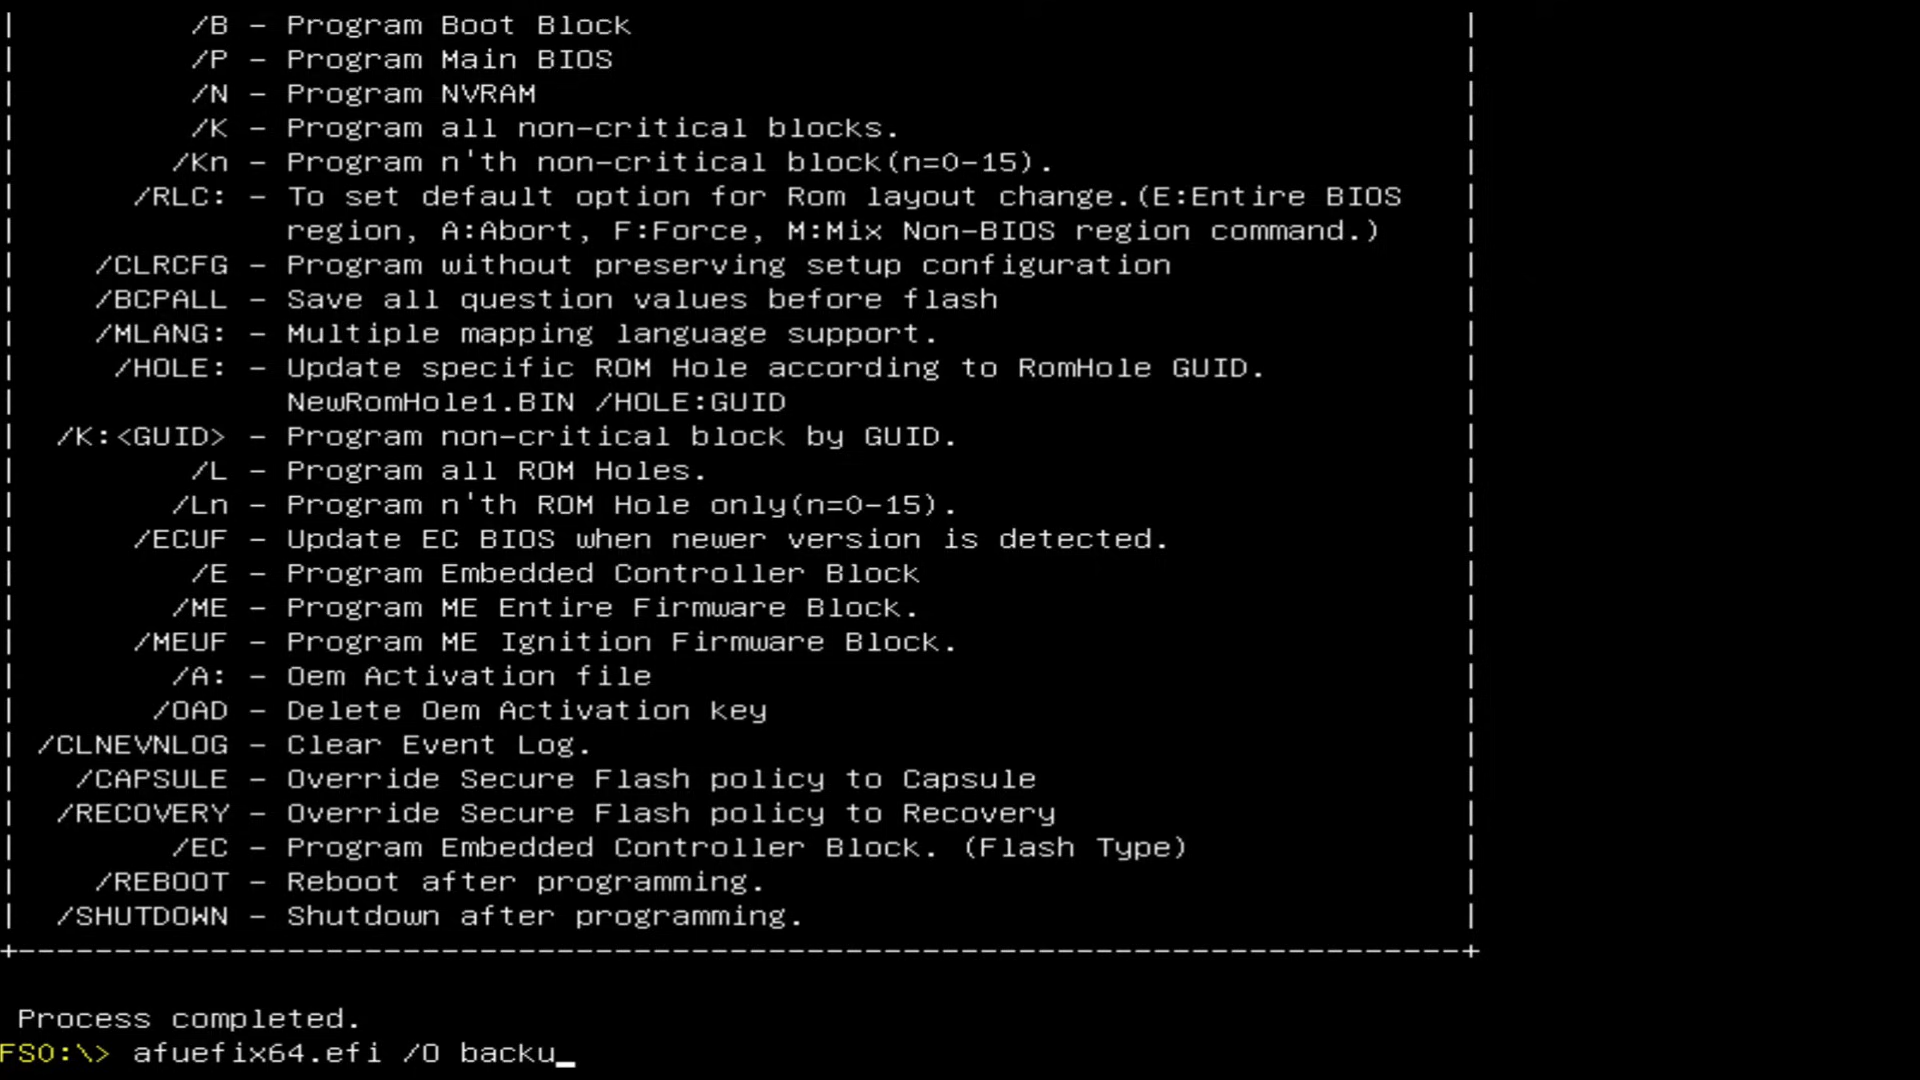 | /B - Program Boot Block |
| /P - Program Main BIOS |
| /N - Program NVRAM |
| /K - Program all non-critical blocks. |
| /Kn - Program n'th non-critical block(n=0-15). |
| /RLC: - To set default option for Rom layout change.(E:Entire BIOS |
| region, A:Abort, F:Force, M:Mix Non-BIOS region command.) |
| /CLRCFG - Program without preserving setup configuration |
| /BCPALL - Save all question values before flash |
| /MLANG: - Multiple mapping language support. |
| /HOLE: - Update specific ROM Hole according to RomHole GUID. |
| NewRomHole1.BIN /HOLE:GUID |
| /K:<GUID> - Program non-critical block by GUID. |
| /L - Program all ROM Holes. |
| /Ln - Program n'th ROM Hole only(n=0-15). |
| /ECUF - Update EC BIOS when newer version is detected. |
| /E - Program Embedded Controller Block |
| /ME - Program ME Entire Firmware Block. |
| /MEUF - Program ME Ignition Firmware Block. |
| /A: - Oem Activation file |
| /OAD - Delete Oem Activation key |
| /CLNEVNLOG - Clear Event Log. |
| /CAPSULE - Override Secure Flash policy to Capsule |
| /RECOVERY - Override Secure Flash policy to Recovery |
| /EC - Program Embedded Controller Block. (Flash Type) |
| /REBOOT - Reboot after programming. |
| /SHUTDOWN - Shutdown after programming. |
+----------------------------------------------------------------------------+
Process completed.
FS0:\> afuefix64.efi /O backu_